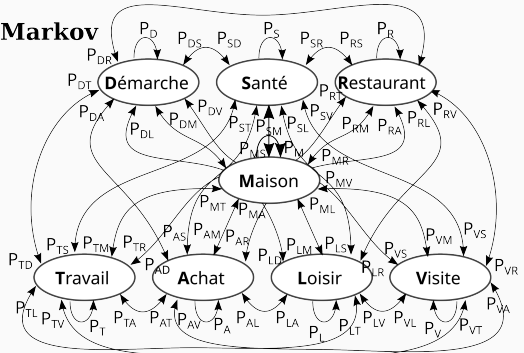 Markov
P_D P_S P_R
P_DR P_DS P_SD P_SR P_RS
Démarche Santé Restaurant
P_DT P_DA P_DL P_DM P_DV P_ST P_SM P_SL P_SV P_RT P_RM P_RA P_RL P_RV
P_MS P_M P_MR
Maison
P_MV
P_MT P_MA P_ML
P_TS P_TM P_TR P_AS P_AM P_AR P_LM P_LS P_VM P_VS
P_TD P_AD P_LD P_LR P_VS P_VR
Travail Achat Loisir Visite
P_TL P_TV P_T P_TA P_AT P_AV P_A P_AL P_LA P_L P_LT P_LV P_VL P_V P_VT P_VA